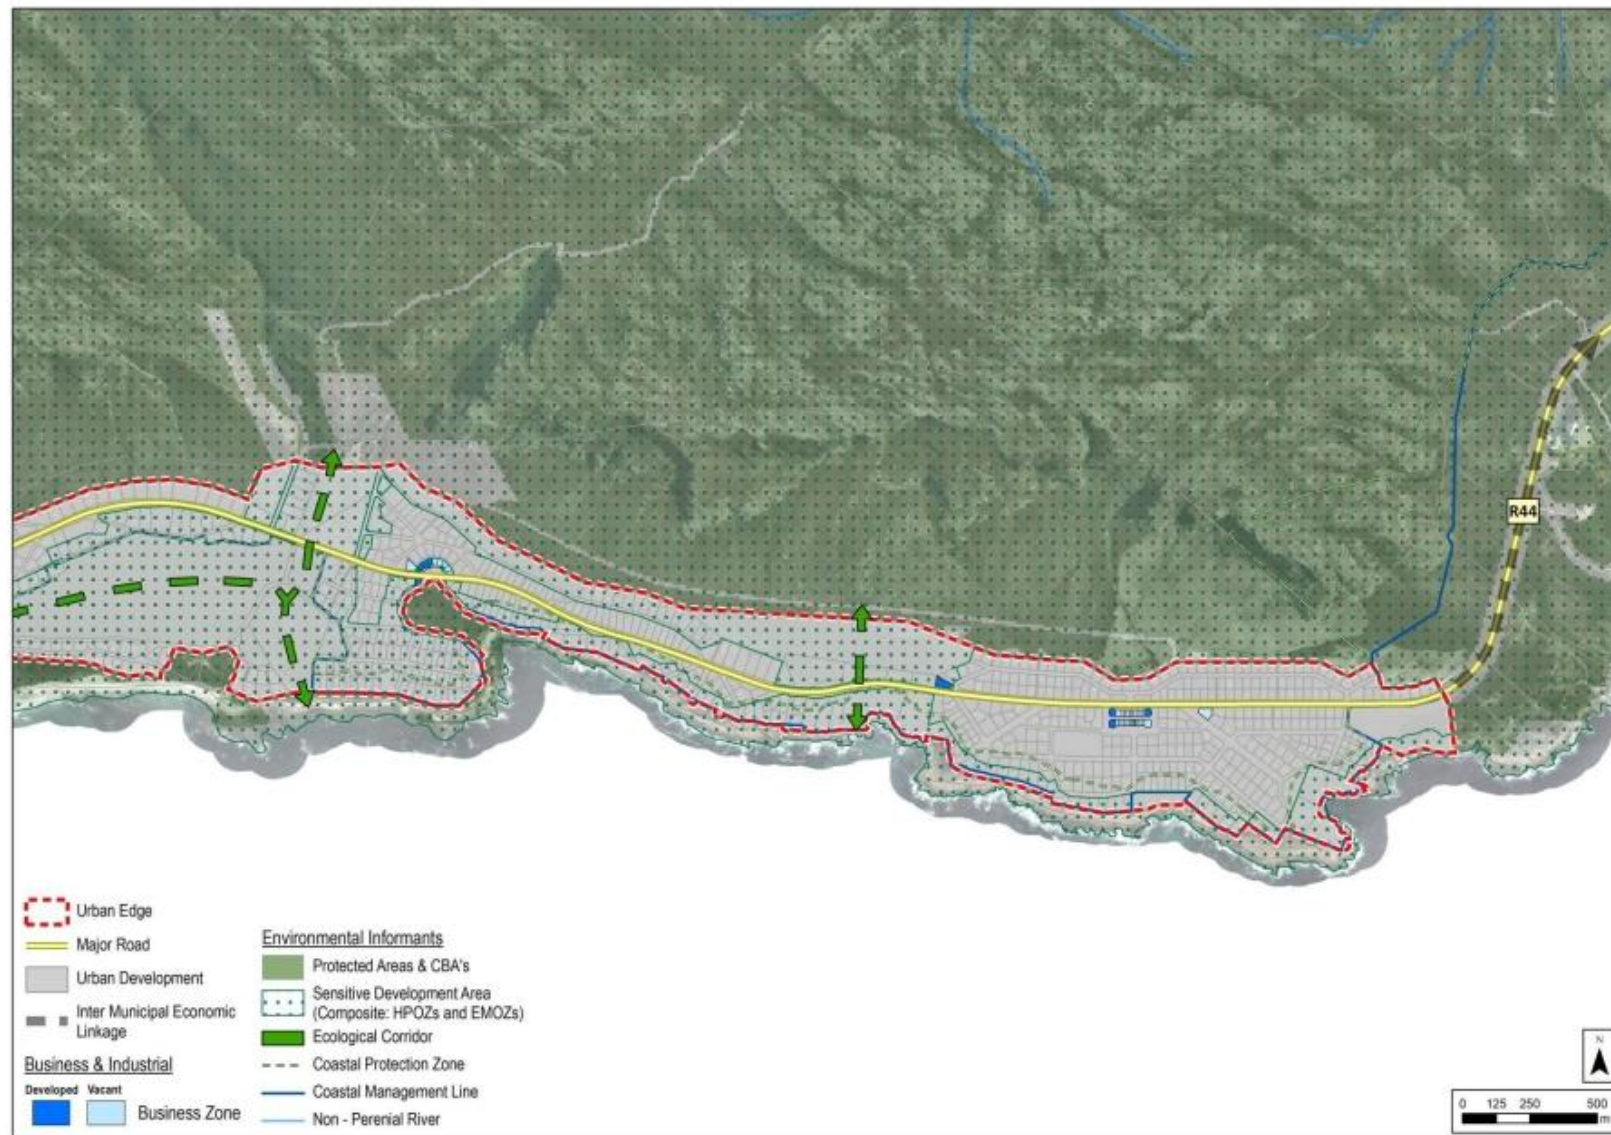 R44
Urban Edge
Major Road
Urban Development
Inter Municipal Economic
Linkage
Business & Industrial
Developed Vacant
Business Zone
Environmental Informants
Protected Areas & CBA's
Sensitive Development Area
(Composite: HPOZs and EMOZs)
Ecological Corridor
Coastal Protection Zone
Coastal Management Line
Non - Perenial River
N
0 125 250 500
m